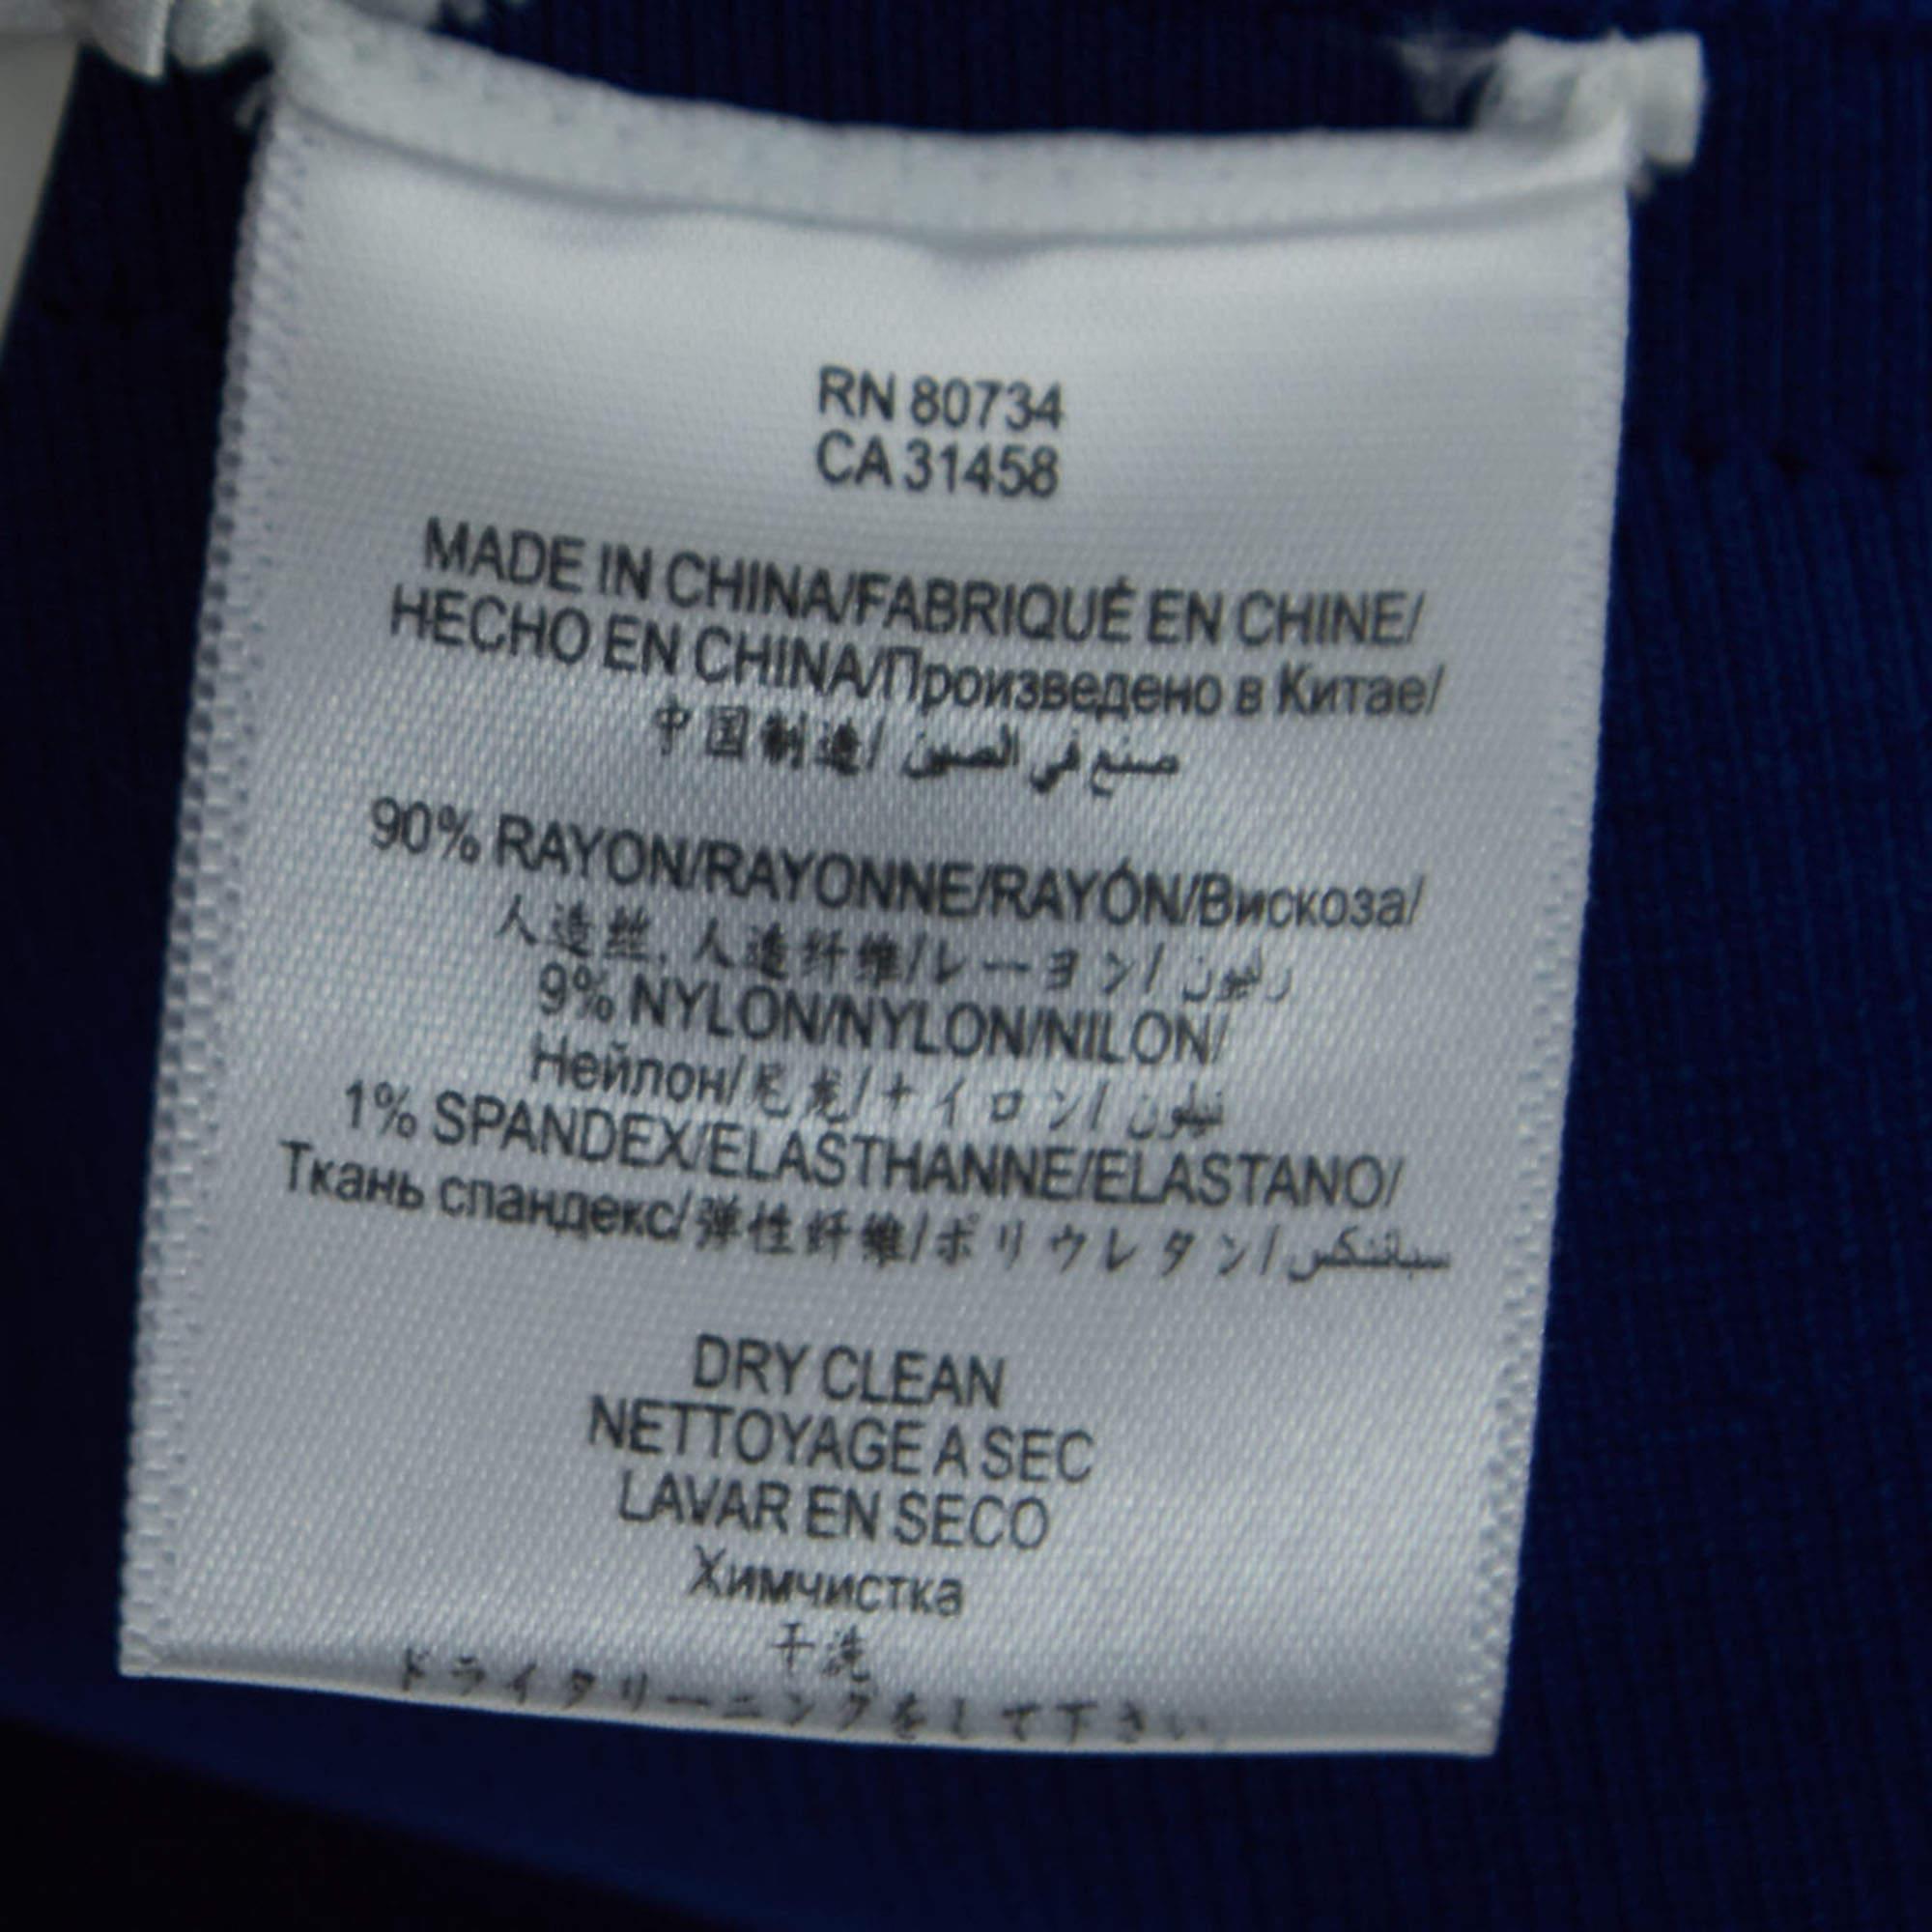 RN 80734
CA 31458
MADE IN CHINA/FABRIQUÉ EN CHINE/
HECHO EN CHINA/Произведено в Китае/
中国制造/ صنع في الصين
90% RAYON/RAYONNE/RAYÓN/Вискоза/
人造丝, 人造纤维/レーヨン/ رايون
9% NYLON/NYLON/NILON/
Нейлон/尼龙/ナイロン/ نيلون
1% SPANDEX/ELASTHANNE/ELASTANO/
Ткань спандекс/弹性纤维/ポリウレタン/
DRY CLEAN
NETTOYAGE A SEC
LAVAR EN SECO
Химчистка
干洗
ドライクリーニングをして下さい